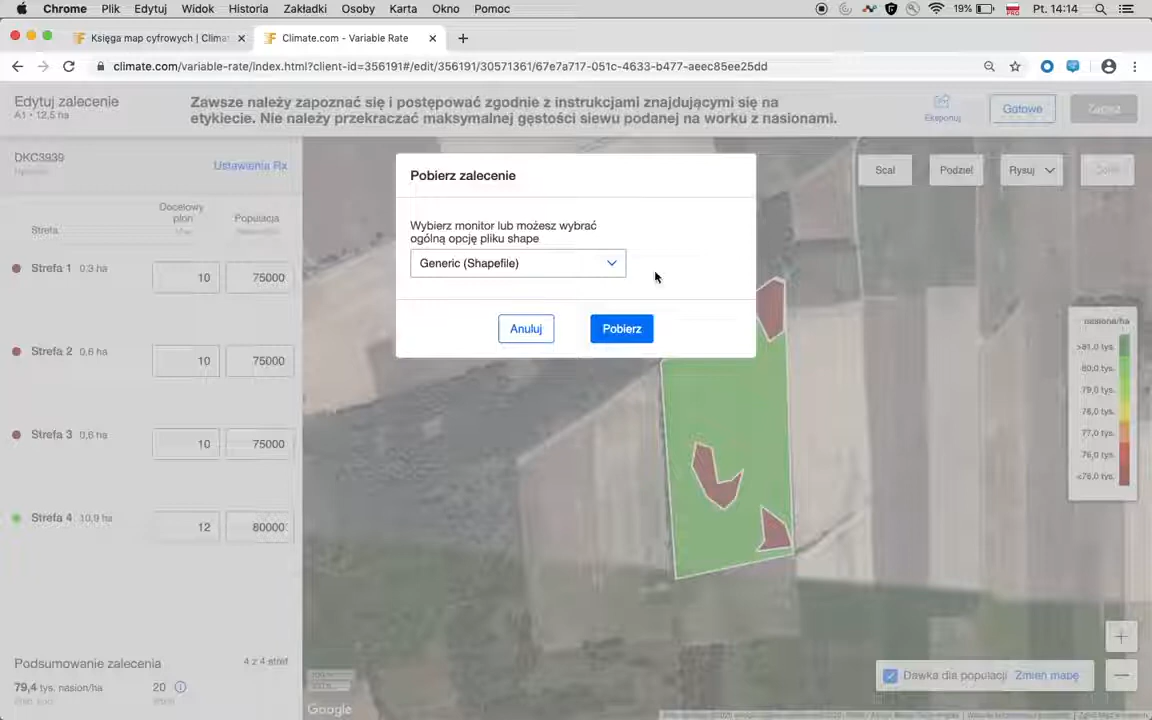 Chrome Plik Edytuj Widok Historia Zakładki Osoby Karta Okno Pomoc 19% Pt. 14:14
Księga map cyfrowych | Clima
Climate.com - Variable Rate
climate.com/variable-rate/index.html?client-id=356191#/edit/356191/30571361/67e7a717-051c-4633-b477-aeec85ee25dd
Edytuj zalecenie
A1 • 12,5 ha
Zawsze należy zapoznać się i postępować zgodnie z instrukcjami znajdującymi się na
etykiecie. Nie należy przekraczać maksymalnej gęstości siewu podanej na worku z nasionami.
Eksponuj
Gotowe
Zapisz
DKC3939
Ustawienia Rx
Scal
Podziel
Rysuj
Strefa
Docelowy
plon
Populacja
Strefa 1 0,3 ha 10 75000
Strefa 2 0,6 ha 10 75000
Strefa 3 0,6 ha 10 75000
Strefa 4 10,9 ha 12 80000
Podsumowanie zalecenia
4 z 4 stref
79,4 tys. nasion/ha
20
Pobierz zalecenie
Wybierz monitor lub możesz wybrać
ogólną opcję pliku shape
Generic (Shapefile)
Anuluj
Pobierz
nasiona/ha
>81,0 tys.
80,0 tys.
79,0 tys.
78,0 tys.
77,0 tys.
76,0 tys.
<76,0 tys.
Dawka dla populacji
Zmień mapę
Google